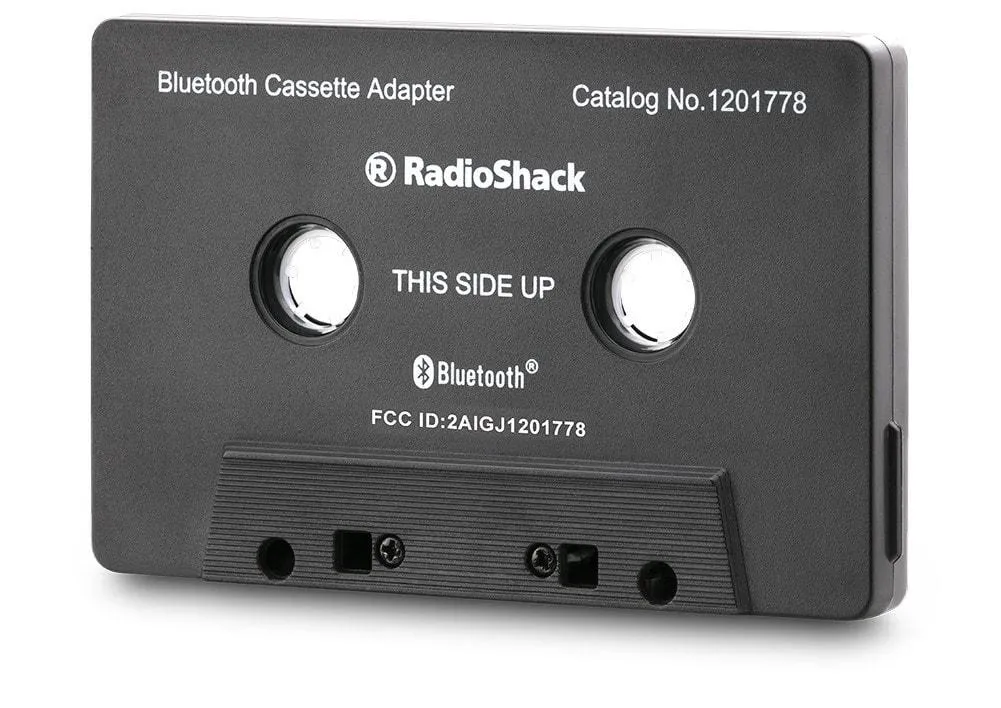 Bluetooth Cassette Adapter Catalog No.1201778
® RadioShack
THIS SIDE UP
Bluetooth®
FCC ID:2AIGJ1201778